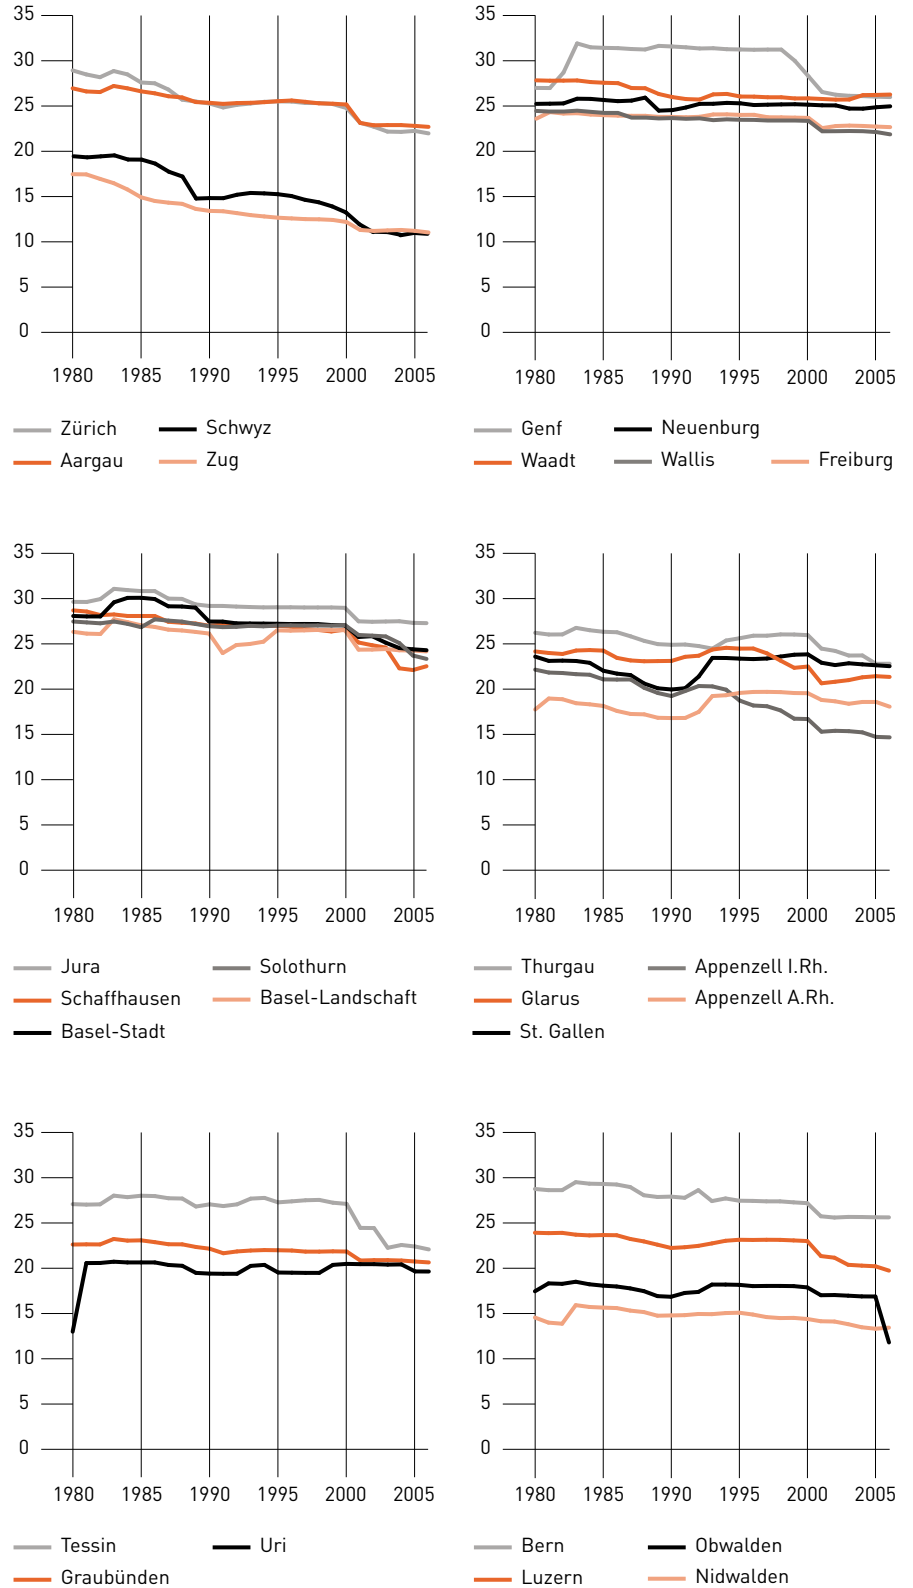 35 35
30 30
25 25
20 20
15 15
10 10
5 5
0 0
1980 1985 1990 1995 2000 2005 1980 1985 1990 1995 2000 2005
Zürich Schwyz Genf Neuenburg
Aargau Zug Waadt Wallis Freiburg
35 35
30 30
25 25
20 20
15 15
10 10
5 5
0 0
1980 1985 1990 1995 2000 2005 1980 1985 1990 1995 2000 2005
Jura Solothurn Thurgau Appenzell I.Rh.
Schaffhausen Basel-Landschaft Glarus Appenzell A.Rh.
Basel-Stadt St. Gallen
35 35
30 30
25 25
20 20
15 15
10 10
5 5
0 0
1980 1985 1990 1995 2000 2005 1980 1985 1990 1995 2000 2005
Tessin Uri Bern Obwalden
Graubünden Luzern Nidwalden